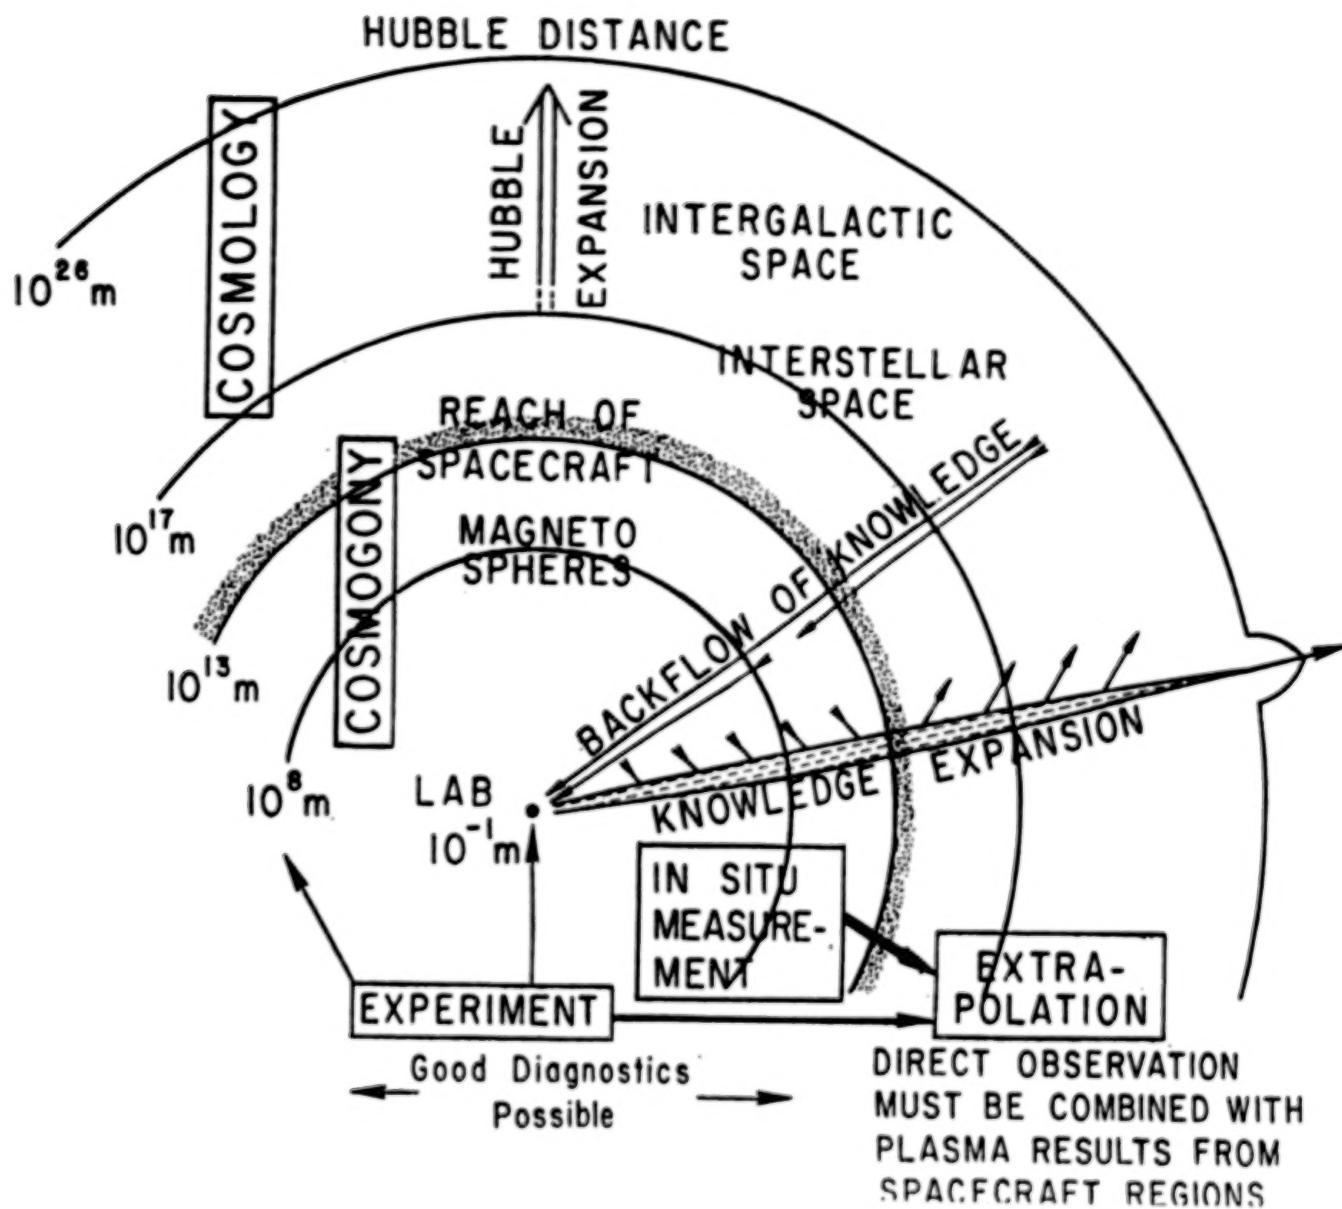 HUBBLE DISTANCE
COSMOLOGY
HUBBLE
EXPANSION
INTERGALACTIC
SPACE
10²⁶m
INTERSTELLAR
SPACE
REACH OF
SPACECRAFT
COSMOGONY
10¹⁷m
MAGNETO
SPHERES
BACKFLOW OF KNOWLEDGE
10¹³m
KNOWLEDGE EXPANSION
10⁸m
LAB
10⁻¹m
IN SITU
MEASURE-
MENT
EXTRA-
POLATION
EXPERIMENT
Good Diagnostics
Possible
DIRECT OBSERVATION
MUST BE COMBINED WITH
PLASMA RESULTS FROM
SPACECRAFT REGIONS